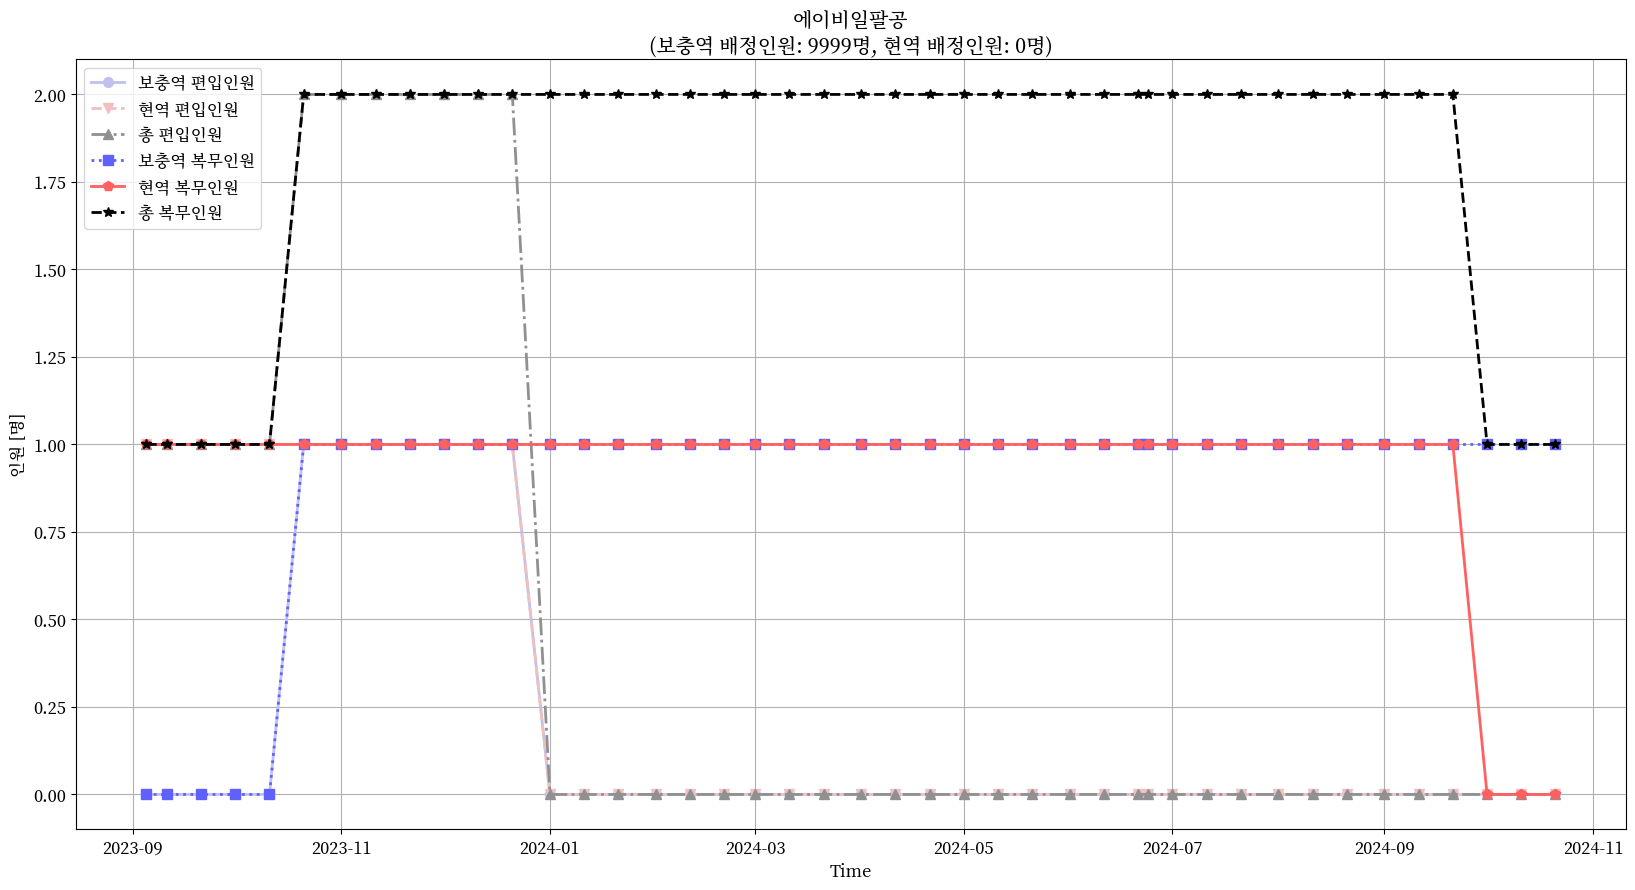 에이비일팔공
(보충역 배정인원: 9999명, 현역 배정인원: 0명)
보충역 편입인원
현역 편입인원
총 편입인원
보충역 복무인원
현역 복무인원
총 복무인원
인원 [명]
2.00
1.75
1.50
1.25
1.00
0.75
0.50
0.25
0.00
2023-09
2023-11
2024-01
2024-03
2024-05
2024-07
2024-09
2024-11
Time